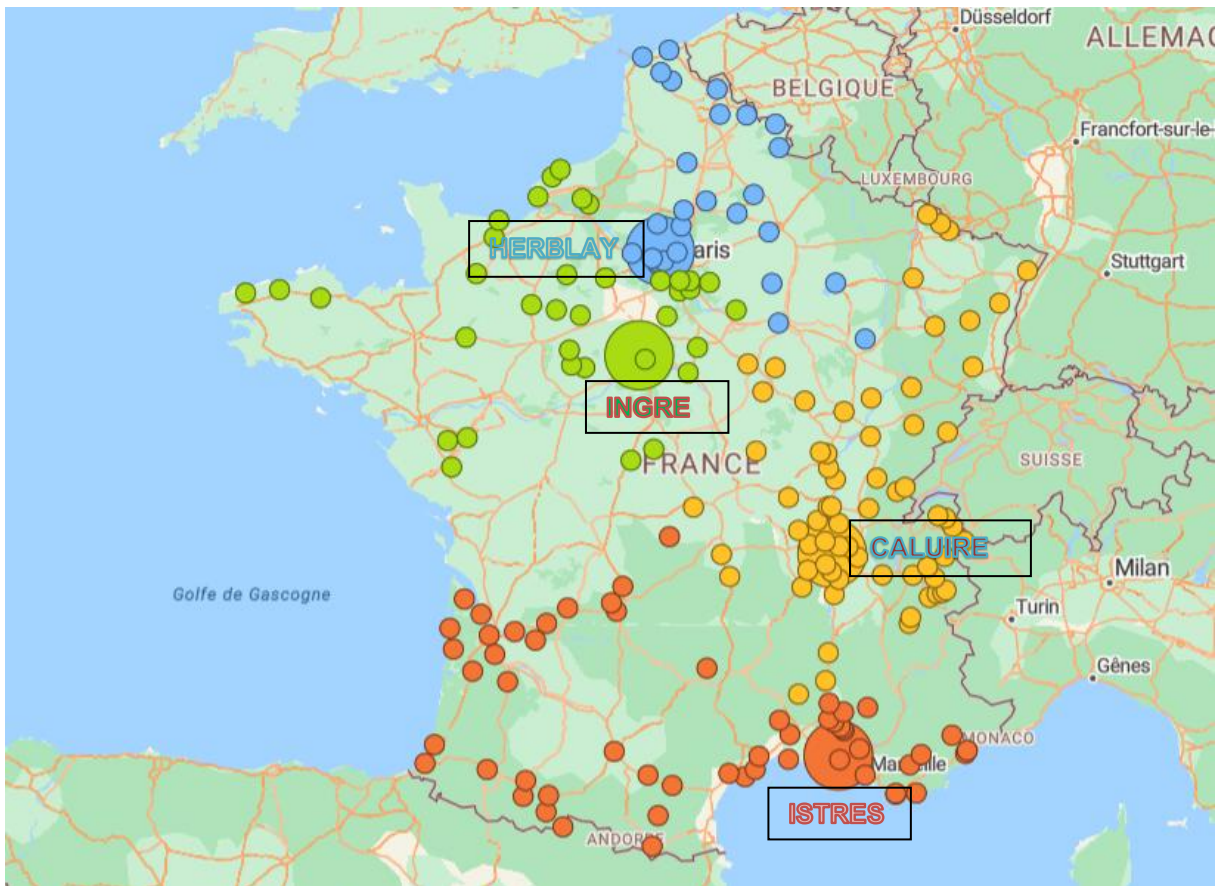 Düsseldorf
ALLEMAG
BELGIQUE
Francfort-sur-le-
LUXEMBOURG
HERBLAY
aris
Stuttgart
INGRE
FRANCE
SUISSE
CALUIRE
Milan
Golfe de Gascogne
Turin
Gênes
MONACO
Ma
ille
ISTRES
ANDORRE